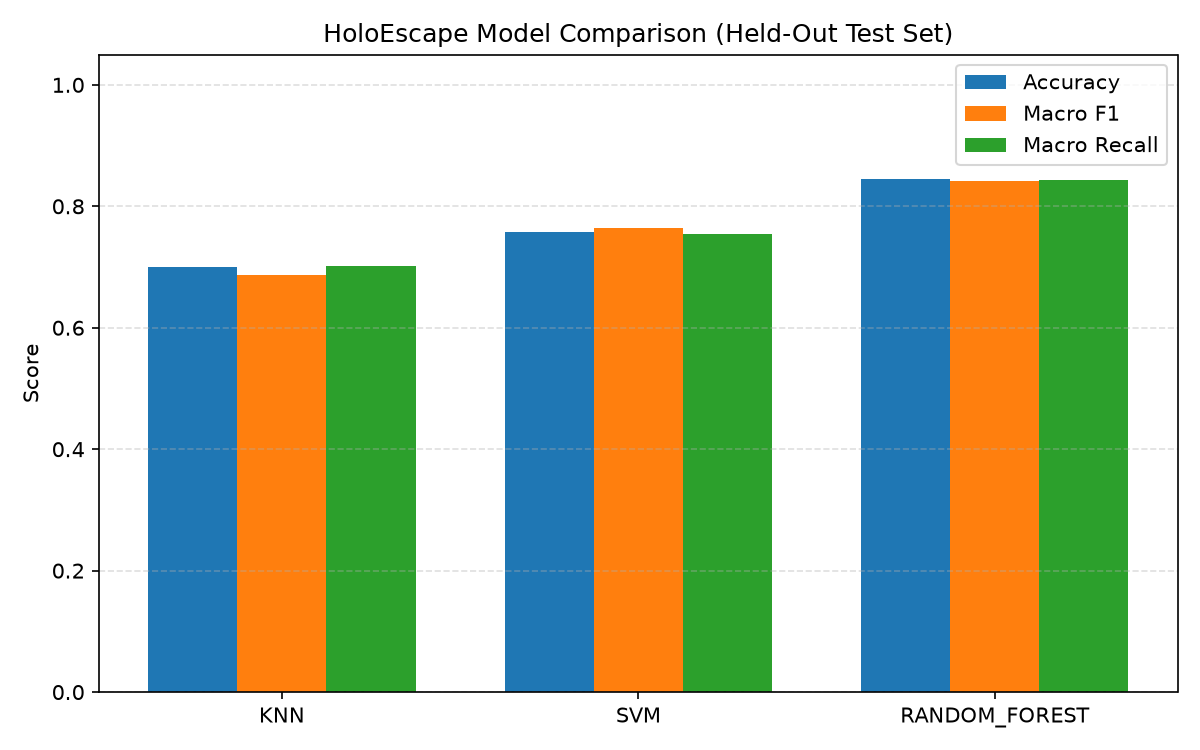 HoloEscape Model Comparison (Held-Out Test Set)
Accuracy
Macro F1
Macro Recall
1.0
0.8
0.6
0.4
0.2
0.0
Score
KNN
SVM
RANDOM_FOREST